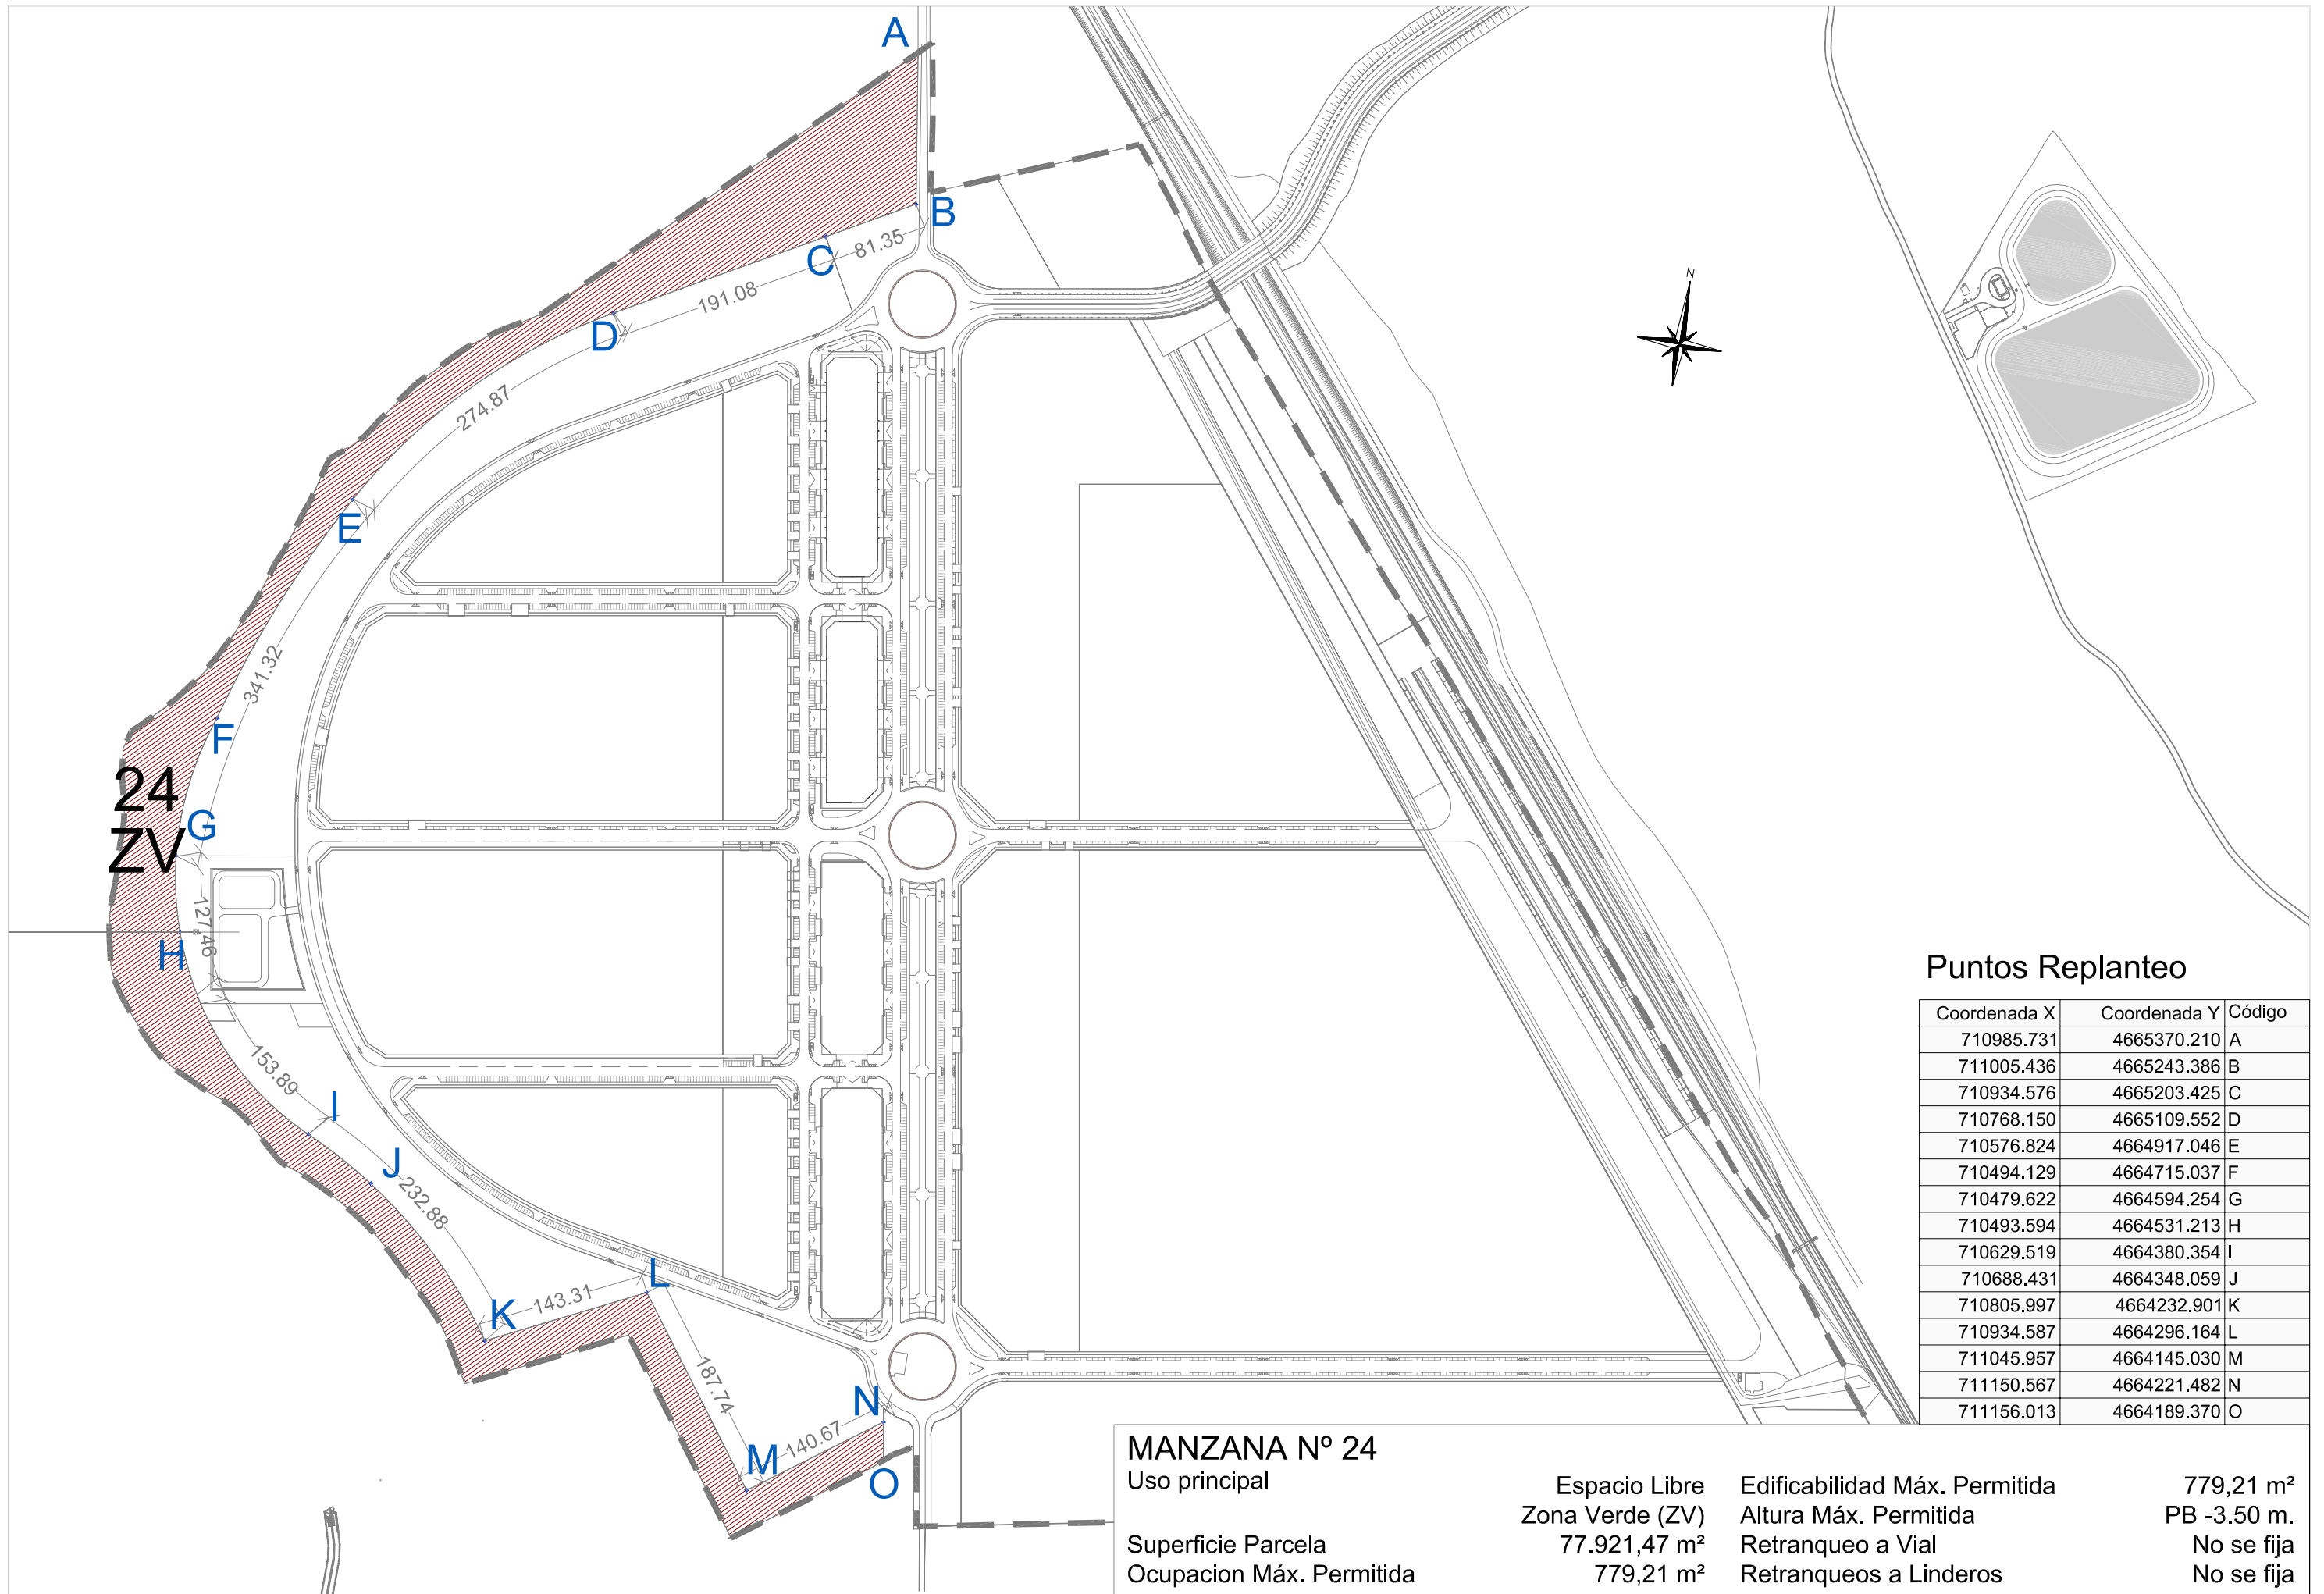 A
B
81.35
C
191.08
D
N
274.87
E
341.32
F
24
G
ZV
127.46
H
153.89
I
J
232.88
L
143.31
K
187.74
N
140.67
M
O
Puntos Replanteo
Coordenada X Coordenada Y Código
710985.731 4665370.210 A
711005.436 4665243.386 B
710934.576 4665203.425 C
710768.150 4665109.552 D
710576.824 4664917.046 E
710494.129 4664715.037 F
710479.622 4664594.254 G
710493.594 4664531.213 H
710629.519 4664380.354 I
710688.431 4664348.059 J
710805.997 4664232.901 K
710934.587 4664296.164 L
711045.957 4664145.030 M
711150.567 4664221.482 N
711156.013 4664189.370 O
MANZANA Nº 24
Uso principal Espacio Libre Edificabilidad Máx. Permitida 779,21 m²
Zona Verde (ZV) Altura Máx. Permitida PB -3.50 m.
Superficie Parcela 77.921,47 m² Retranqueo a Vial No se fija
Ocupacion Máx. Permitida 779,21 m² Retranqueos a Linderos No se fija